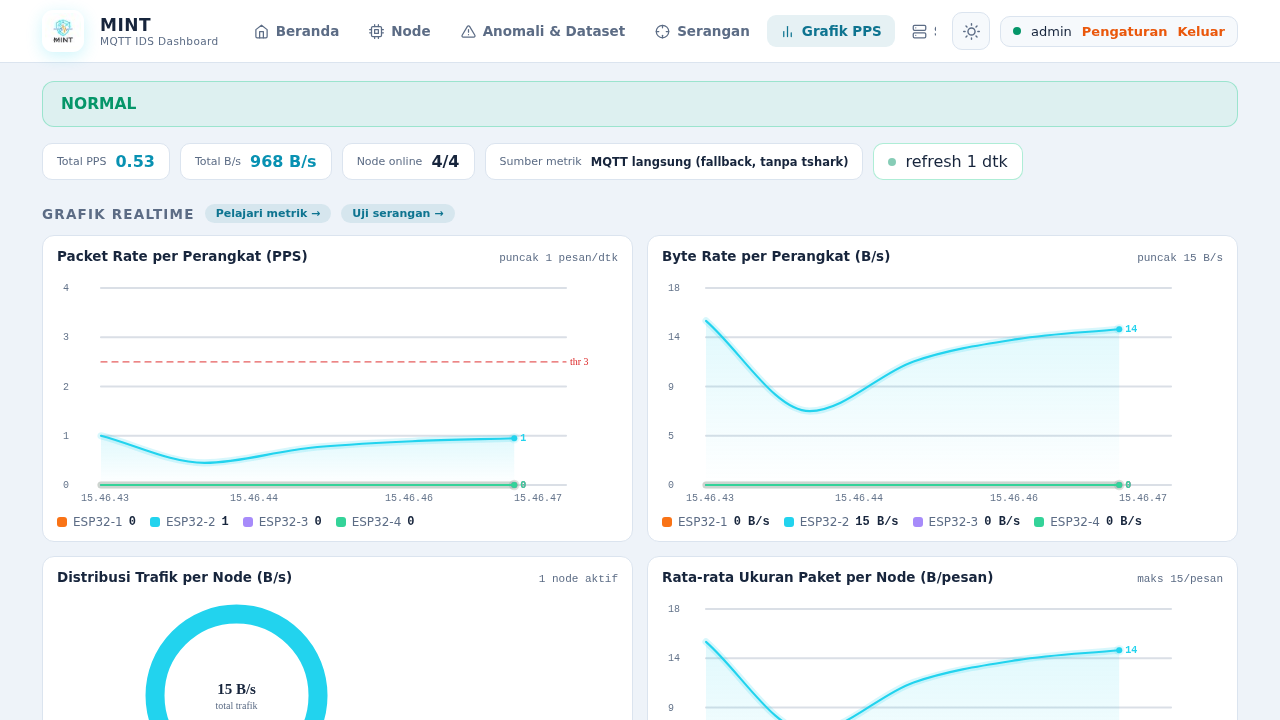 MINT
MINT
MQTT IDS Dashboard
Beranda
Node
Anomali & Dataset
Serangan
Grafik PPS
admin
Pengaturan
Keluar
NORMAL
Total PPS 0.53
Total B/s 968 B/s
Node online 4/4
Sumber metrik MQTT langsung (fallback, tanpa tshark)
refresh 1 dtk
GRAFIK REALTIME
Pelajari metrik →
Uji serangan →
Packet Rate per Perangkat (PPS)
puncak 1 pesan/dtk
4
3
thr 3
2
1
1
0
0
15.46.43
15.46.44
15.46.46
15.46.47
ESP32-1 0
ESP32-2 1
ESP32-3 0
ESP32-4 0
Byte Rate per Perangkat (B/s)
puncak 15 B/s
18
14
14
9
5
0
0
15.46.43
15.46.44
15.46.46
15.46.47
ESP32-1 0 B/s
ESP32-2 15 B/s
ESP32-3 0 B/s
ESP32-4 0 B/s
Distribusi Trafik per Node (B/s)
1 node aktif
15 B/s
total trafik
Rata-rata Ukuran Paket per Node (B/pesan)
maks 15/pesan
18
14
14
9